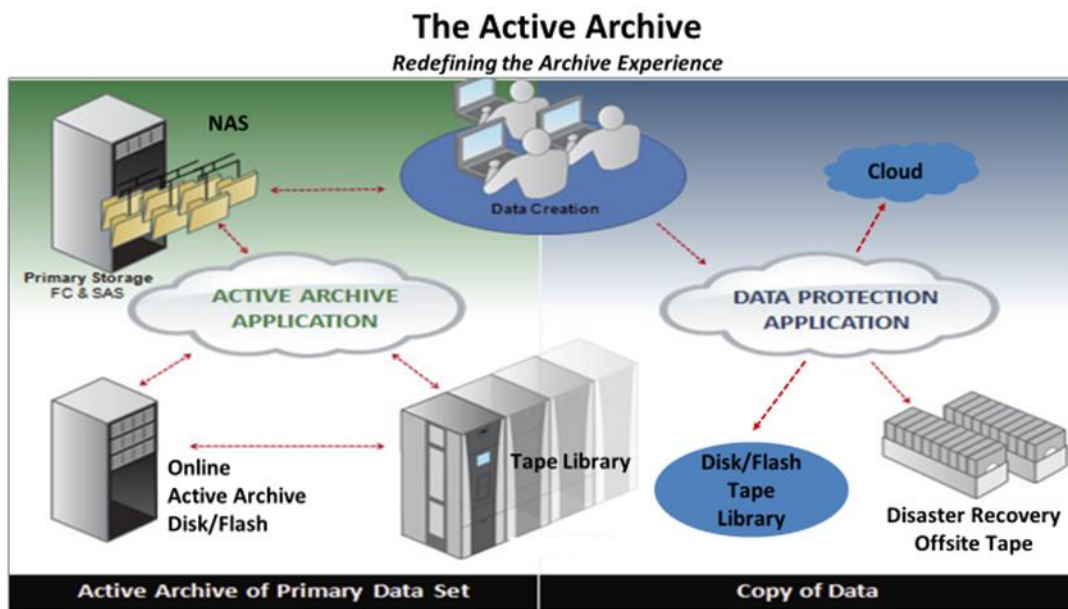 The Active Archive
Redefining the Archive Experience
NAS
Data Creation
Cloud
Primary Storage
FC & SAS
ACTIVE ARCHIVE
APPLICATION
DATA PROTECTION
APPLICATION
Online
Active Archive
Disk/Flash
Tape Library
Disk/Flash
Tape
Library
Disaster Recovery
Offsite Tape
Active Archive of Primary Data Set
Copy of Data